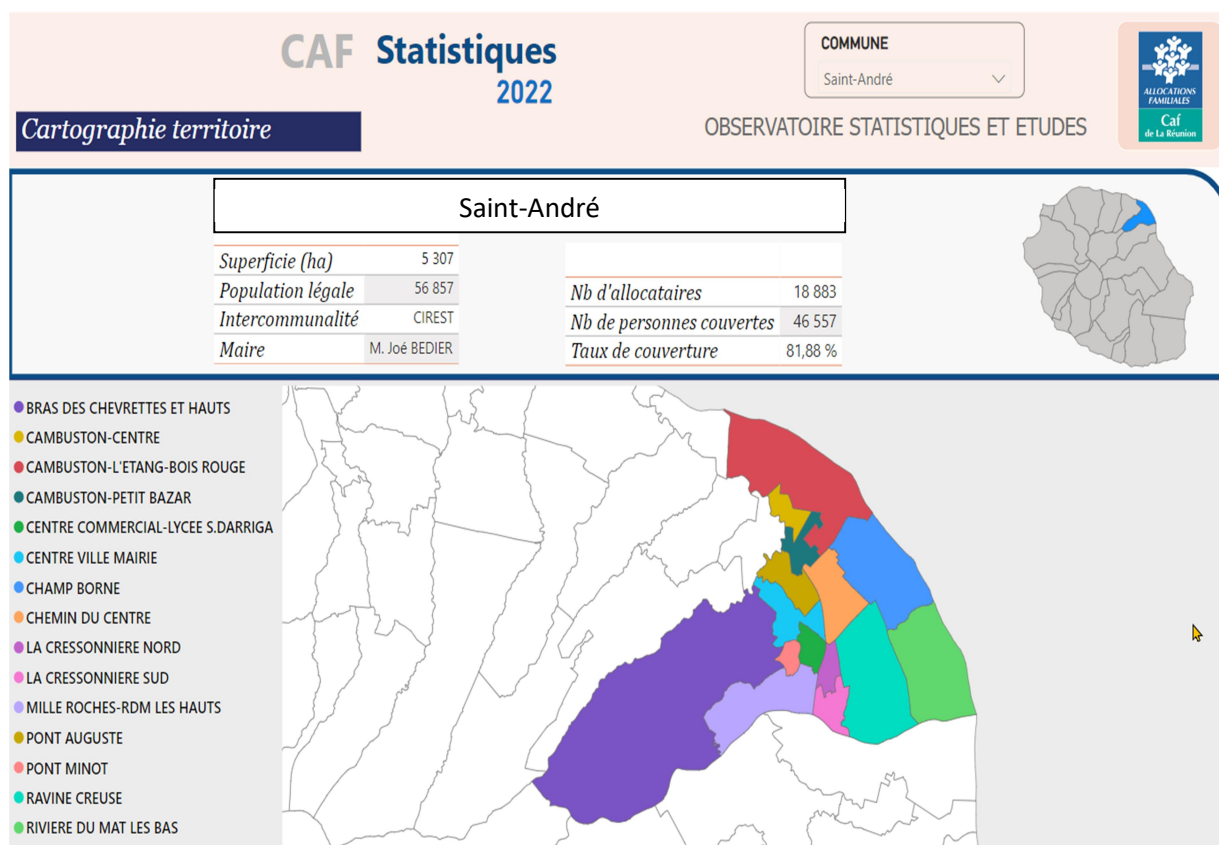 CAF Statistiques
2022
COMMUNE
Saint-André
ALLOCATIONS
FAMILIALES
Caf
de La Réunion
Cartographie territoire
OBSERVATOIRE STATISTIQUES ET ETUDES
Saint-André
Superficie (ha) 5 307
Population légale 56 857
Intercommunalité CIREST
Maire M. Joé BEDIER
Nb d'allocataires 18 883
Nb de personnes couvertes 46 557
Taux de couverture 81,88 %
BRAS DES CHEVRETTES ET HAUTS
CAMBUSTON-CENTRE
CAMBUSTON-L'ETANG-BOIS ROUGE
CAMBUSTON-PETIT BAZAR
CENTRE COMMERCIAL-LYCEE S.DARRIGA
CENTRE VILLE MAIRIE
CHAMP BORNE
CHEMIN DU CENTRE
LA CRESSONNIERE NORD
LA CRESSONNIERE SUD
MILLE ROCHES-RDM LES HAUTS
PONT AUGUSTE
PONT MINOT
RAVINE CREUSE
RIVIERE DU MAT LES BAS